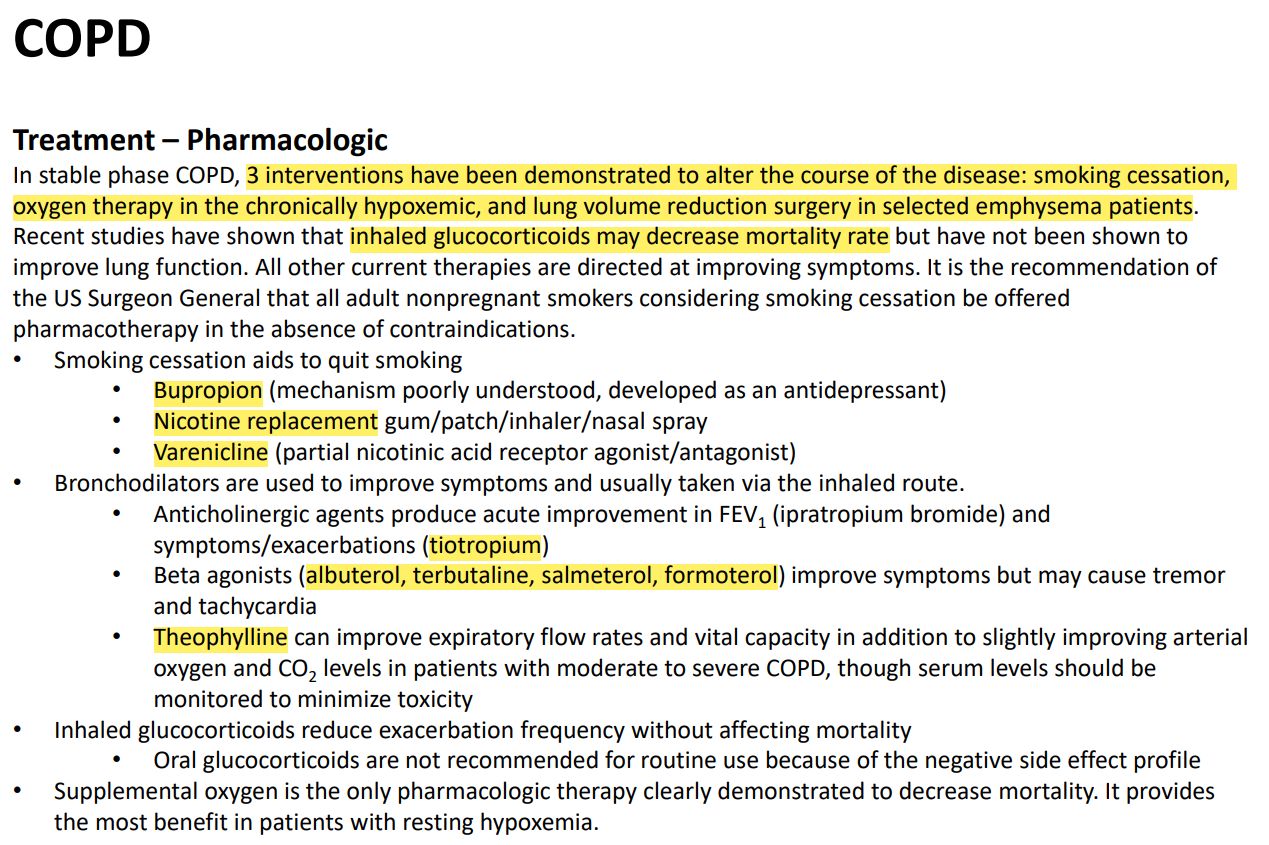 COPD
Treatment – Pharmacologic
In stable phase COPD, 3 interventions have been demonstrated to alter the course of the disease: smoking cessation,
oxygen therapy in the chronically hypoxemic, and lung volume reduction surgery in selected emphysema patients.
Recent studies have shown that inhaled glucocorticoids may decrease mortality rate but have not been shown to
improve lung function. All other current therapies are directed at improving symptoms. It is the recommendation of
the US Surgeon General that all adult nonpregnant smokers considering smoking cessation be offered
pharmacotherapy in the absence of contraindications.
• Smoking cessation aids to quit smoking
• Bupropion (mechanism poorly understood, developed as an antidepressant)
• Nicotine replacement gum/patch/inhaler/nasal spray
• Varenicline (partial nicotinic acid receptor agonist/antagonist)
• Bronchodilators are used to improve symptoms and usually taken via the inhaled route.
• Anticholinergic agents produce acute improvement in FEV₁ (ipratropium bromide) and
symptoms/exacerbations (tiotropium)
• Beta agonists (albuterol, terbutaline, salmeterol, formoterol) improve symptoms but may cause tremor
and tachycardia
• Theophylline can improve expiratory flow rates and vital capacity in addition to slightly improving arterial
oxygen and CO₂ levels in patients with moderate to severe COPD, though serum levels should be
monitored to minimize toxicity
• Inhaled glucocorticoids reduce exacerbation frequency without affecting mortality
• Oral glucocorticoids are not recommended for routine use because of the negative side effect profile
• Supplemental oxygen is the only pharmacologic therapy clearly demonstrated to decrease mortality. It provides
the most benefit in patients with resting hypoxemia.